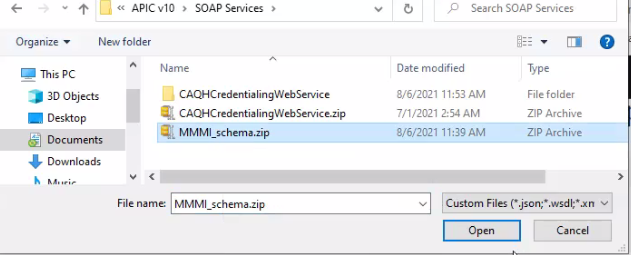 « APIC v10 › SOAP Services ›
Search SOAP Services
Organize
New folder
Name
Date modified
Type
This PC
3D Objects
Desktop
Documents
Downloads
Music
CAQHCredentialingWebService 8/6/2021 11:53 AM File folder
CAQHCredentialingWebService.zip 7/1/2021 2:54 AM ZIP Archive
MMMI_schema.zip 8/6/2021 11:39 AM ZIP Archive
File name: MMMI_schema.zip
Custom Files (*.json;*.wsdl;*.xm
Open
Cancel